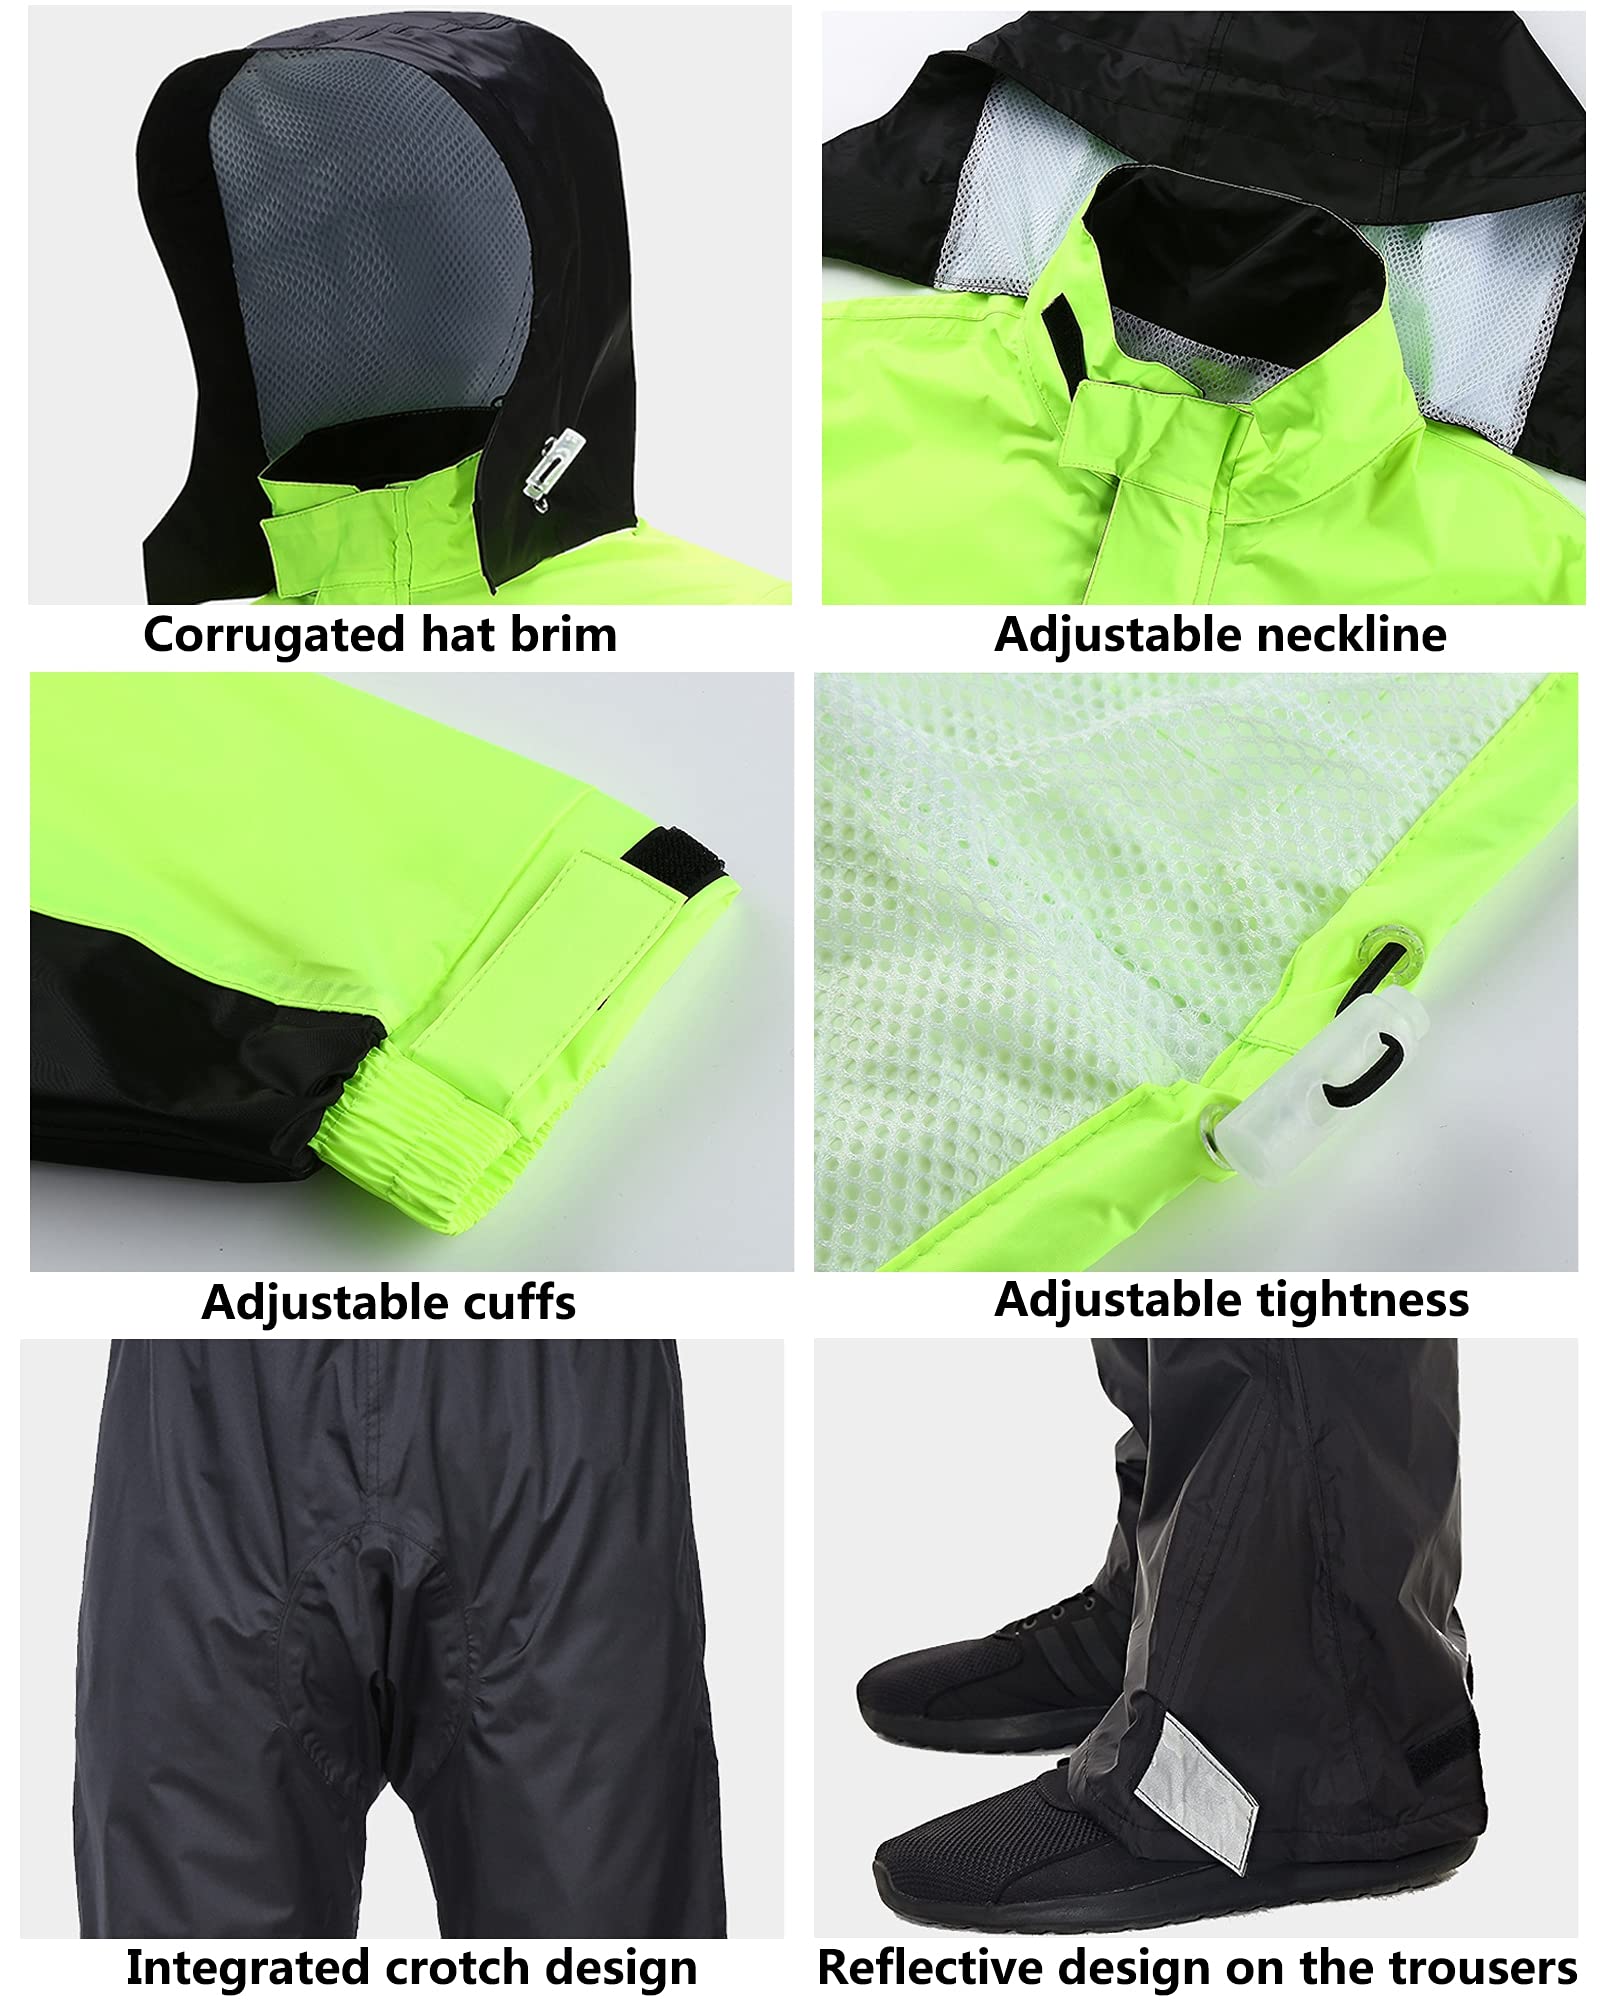 Corrugated hat brim
Adjustable neckline
Adjustable cuffs
Adjustable tightness
Integrated crotch design
Reflective design on the trousers